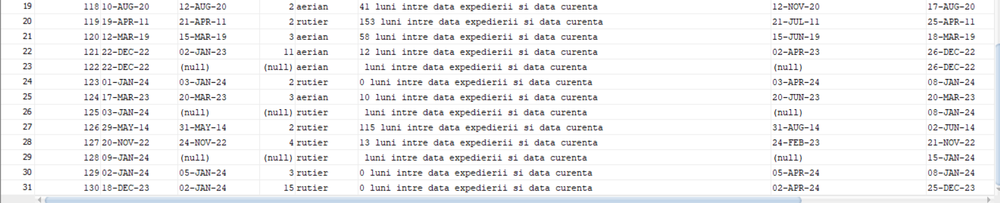 19 118 10-AUG-20 12-AUG-20 2 aerian 41 luni intre data expedierii si data curenta 12-NOV-20 17-AUG-20
20 119 19-APR-11 21-APR-11 2 rutier 153 luni intre data expedierii si data curenta 21-JUL-11 25-APR-11
21 120 12-MAR-19 15-MAR-19 3 aerian 58 luni intre data expedierii si data curenta 15-JUN-19 18-MAR-19
22 121 22-DEC-22 02-JAN-23 11 aerian 12 luni intre data expedierii si data curenta 02-APR-23 26-DEC-22
23 122 22-DEC-22 (null) (null) aerian luni intre data expedierii si data curenta (null) 26-DEC-22
24 123 01-JAN-24 03-JAN-24 2 rutier 0 luni intre data expedierii si data curenta 03-APR-24 08-JAN-24
25 124 17-MAR-23 20-MAR-23 3 aerian 10 luni intre data expedierii si data curenta 20-JUN-23 20-MAR-23
26 125 03-JAN-24 (null) (null) rutier luni intre data expedierii si data curenta (null) 08-JAN-24
27 126 29-MAY-14 31-MAY-14 2 rutier 115 luni intre data expedierii si data curenta 31-AUG-14 02-JUN-14
28 127 20-NOV-22 24-NOV-22 4 rutier 13 luni intre data expedierii si data curenta 24-FEB-23 21-NOV-22
29 128 09-JAN-24 (null) (null) rutier luni intre data expedierii si data curenta (null) 15-JAN-24
30 129 02-JAN-24 05-JAN-24 3 rutier 0 luni intre data expedierii si data curenta 05-APR-24 08-JAN-24
31 130 18-DEC-23 02-JAN-24 15 rutier 0 luni intre data expedierii si data curenta 02-APR-24 25-DEC-23